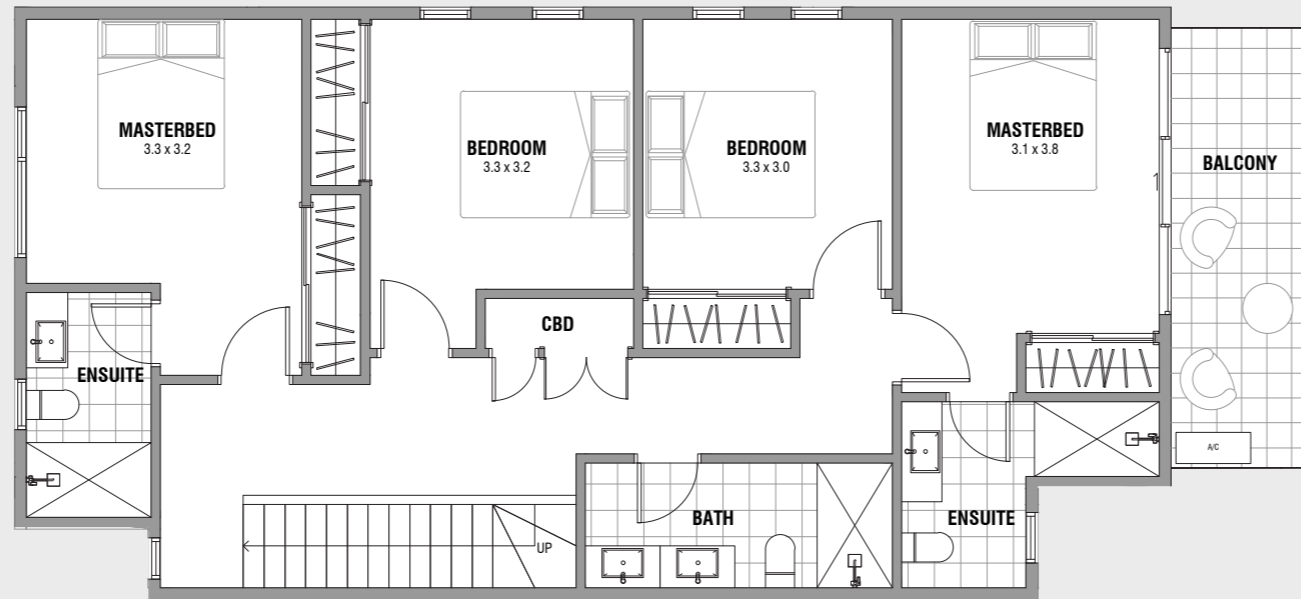 MASTERBED
3.3 x 3.2
BEDROOM
3.3 x 3.2
BEDROOM
3.3 x 3.0
MASTERBED
3.1 x 3.8
BALCONY
CBD
ENSUITE
A/C
BATH
ENSUITE
UP